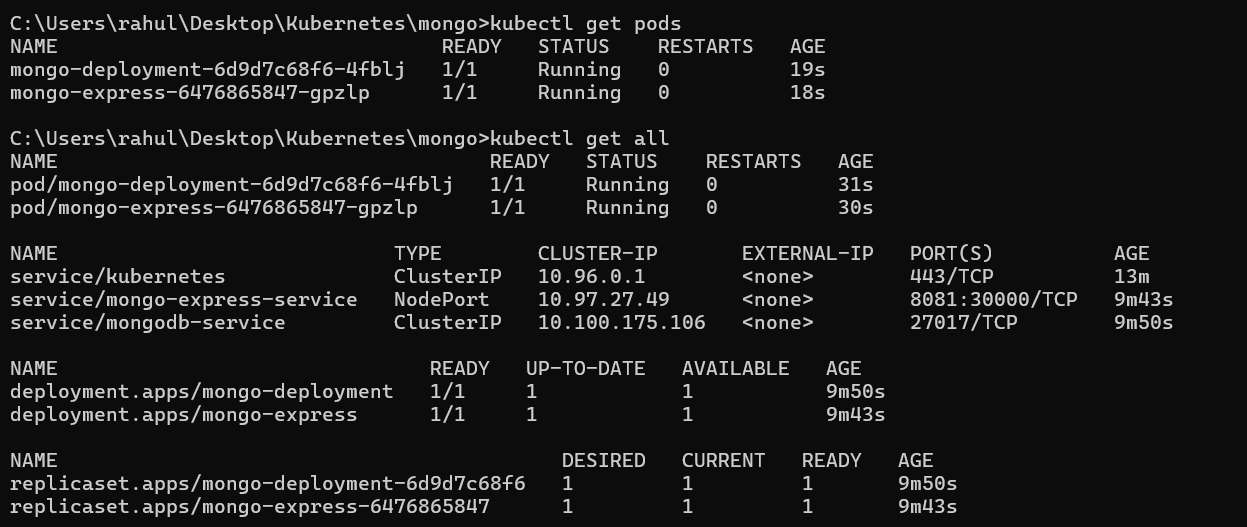 C:\Users\rahul\Desktop\Kubernetes\mongo>kubectl get pods
NAME                                READY   STATUS    RESTARTS   AGE
mongo-deployment-6d9d7c68f6-4fblj   1/1     Running   0          19s
mongo-express-6476865847-gpzlp      1/1     Running   0          18s

C:\Users\rahul\Desktop\Kubernetes\mongo>kubectl get all
NAME                                    READY   STATUS    RESTARTS   AGE
pod/mongo-deployment-6d9d7c68f6-4fblj   1/1     Running   0          31s
pod/mongo-express-6476865847-gpzlp      1/1     Running   0          30s

NAME                            TYPE        CLUSTER-IP       EXTERNAL-IP   PORT(S)          AGE
service/kubernetes              ClusterIP   10.96.0.1        <none>        443/TCP          13m
service/mongo-express-service   NodePort    10.97.27.49      <none>        8081:30000/TCP   9m43s
service/mongodb-service         ClusterIP   10.100.175.106   <none>        27017/TCP        9m50s

NAME                               READY   UP-TO-DATE   AVAILABLE   AGE
deployment.apps/mongo-deployment   1/1     1            1           9m50s
deployment.apps/mongo-express      1/1     1            1           9m43s

NAME                                          DESIRED   CURRENT   READY   AGE
replicaset.apps/mongo-deployment-6d9d7c68f6   1         1         1       9m50s
replicaset.apps/mongo-express-6476865847      1         1         1       9m43s